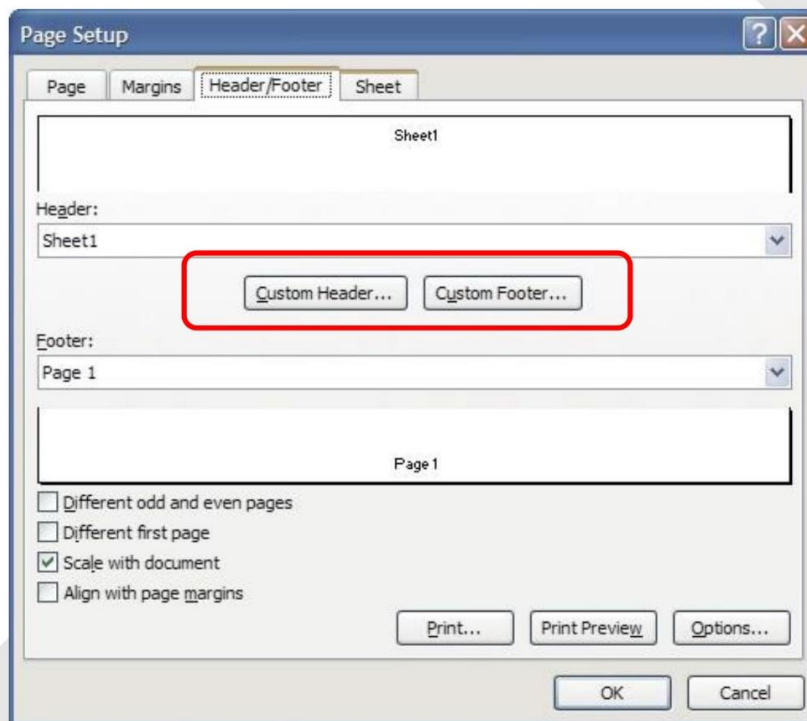 Page Setup
Page Margins Header/Footer Sheet
Sheet1
Header:
Sheet1
Custom Header... Custom Footer...
Footer:
Page 1
Page 1
Different odd and even pages
Different first page
Scale with document
Align with page margins
Print... Print Preview Options...
OK Cancel